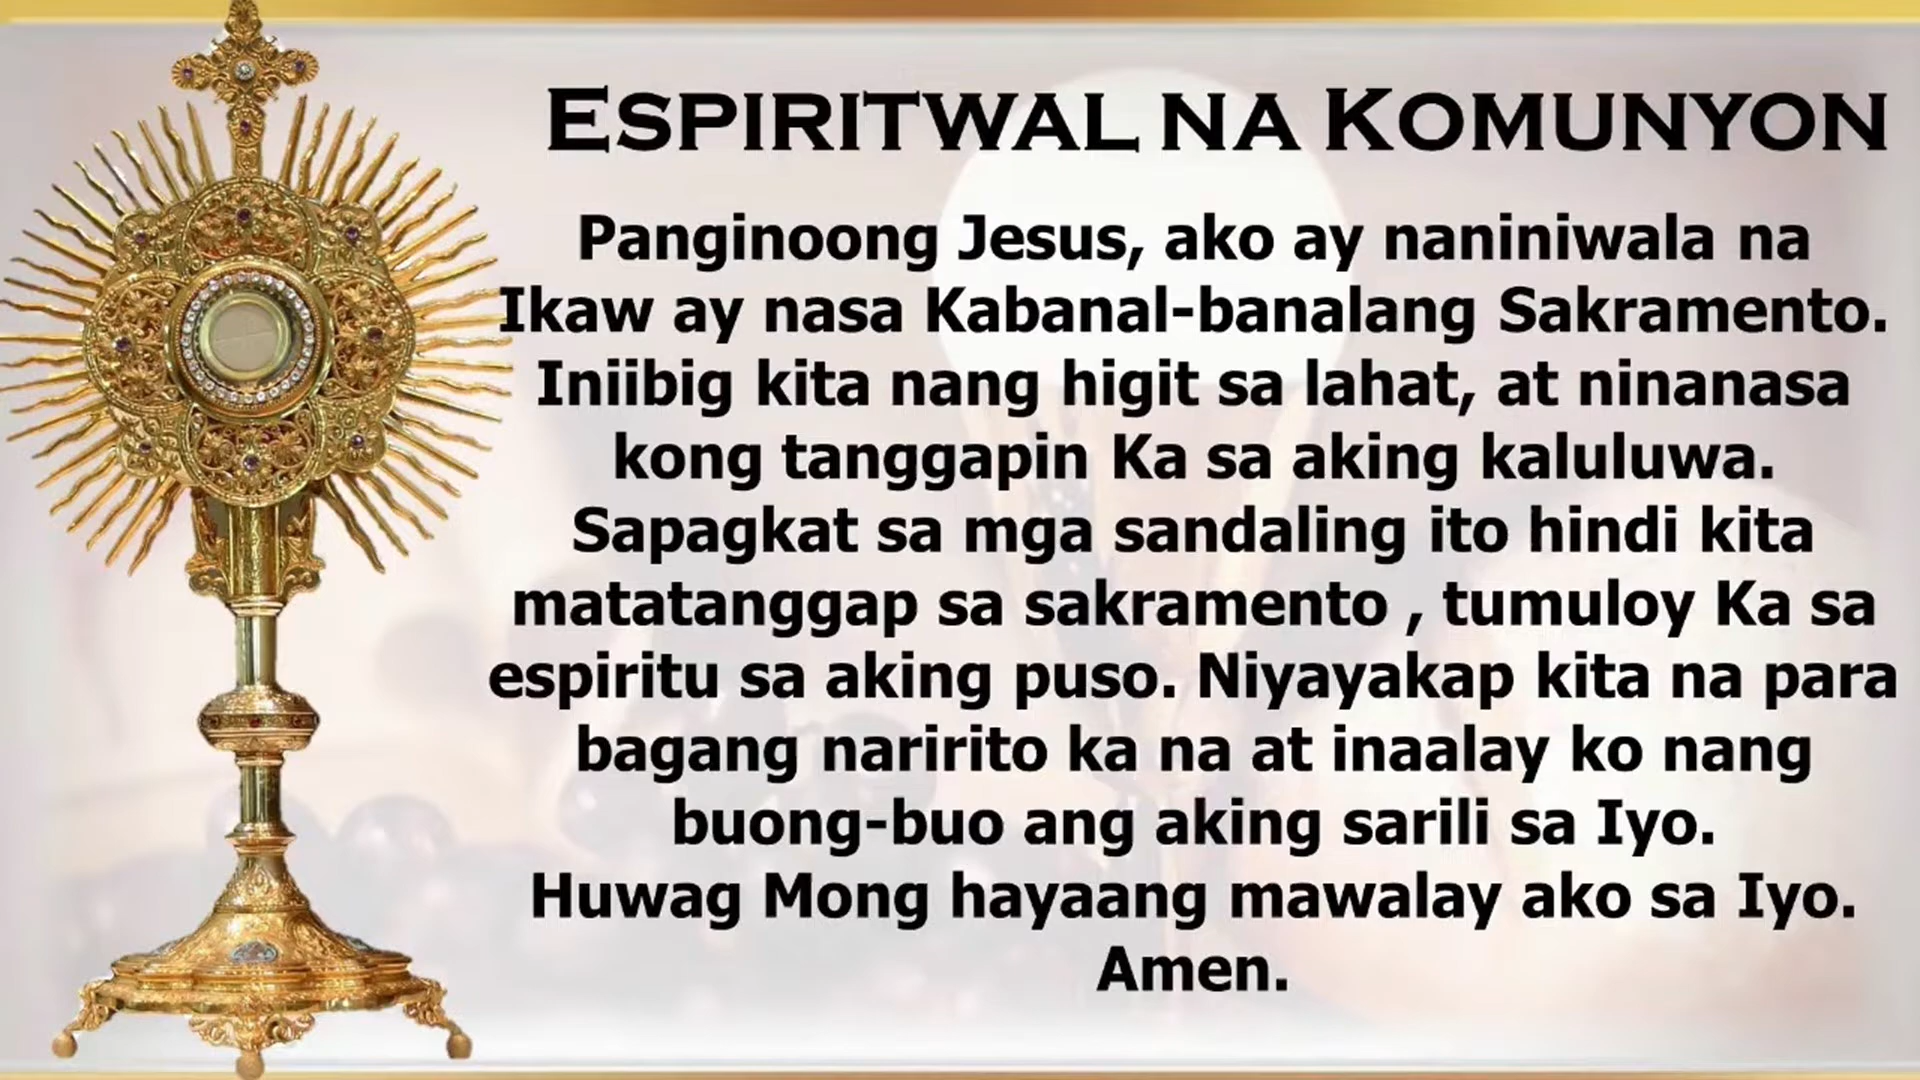 ESPIRITWAL NA KOMUNYON
Panginoong Jesus, ako ay naniniwala na
Ikaw ay nasa Kabanal-banalang Sakramento.
Iniibig kita nang higit sa lahat, at ninanasa
kong tanggapin Ka sa aking kaluluwa.
Sapagkat sa mga sandaling ito hindi kita
matatanggap sa sakramento , tumuloy Ka sa
espiritu sa aking puso. Niyayakap kita na para
bagang naririto ka na at inaalay ko nang
buong-buo ang aking sarili sa Iyo.
Huwag Mong hayaang mawalay ako sa Iyo.
Amen.